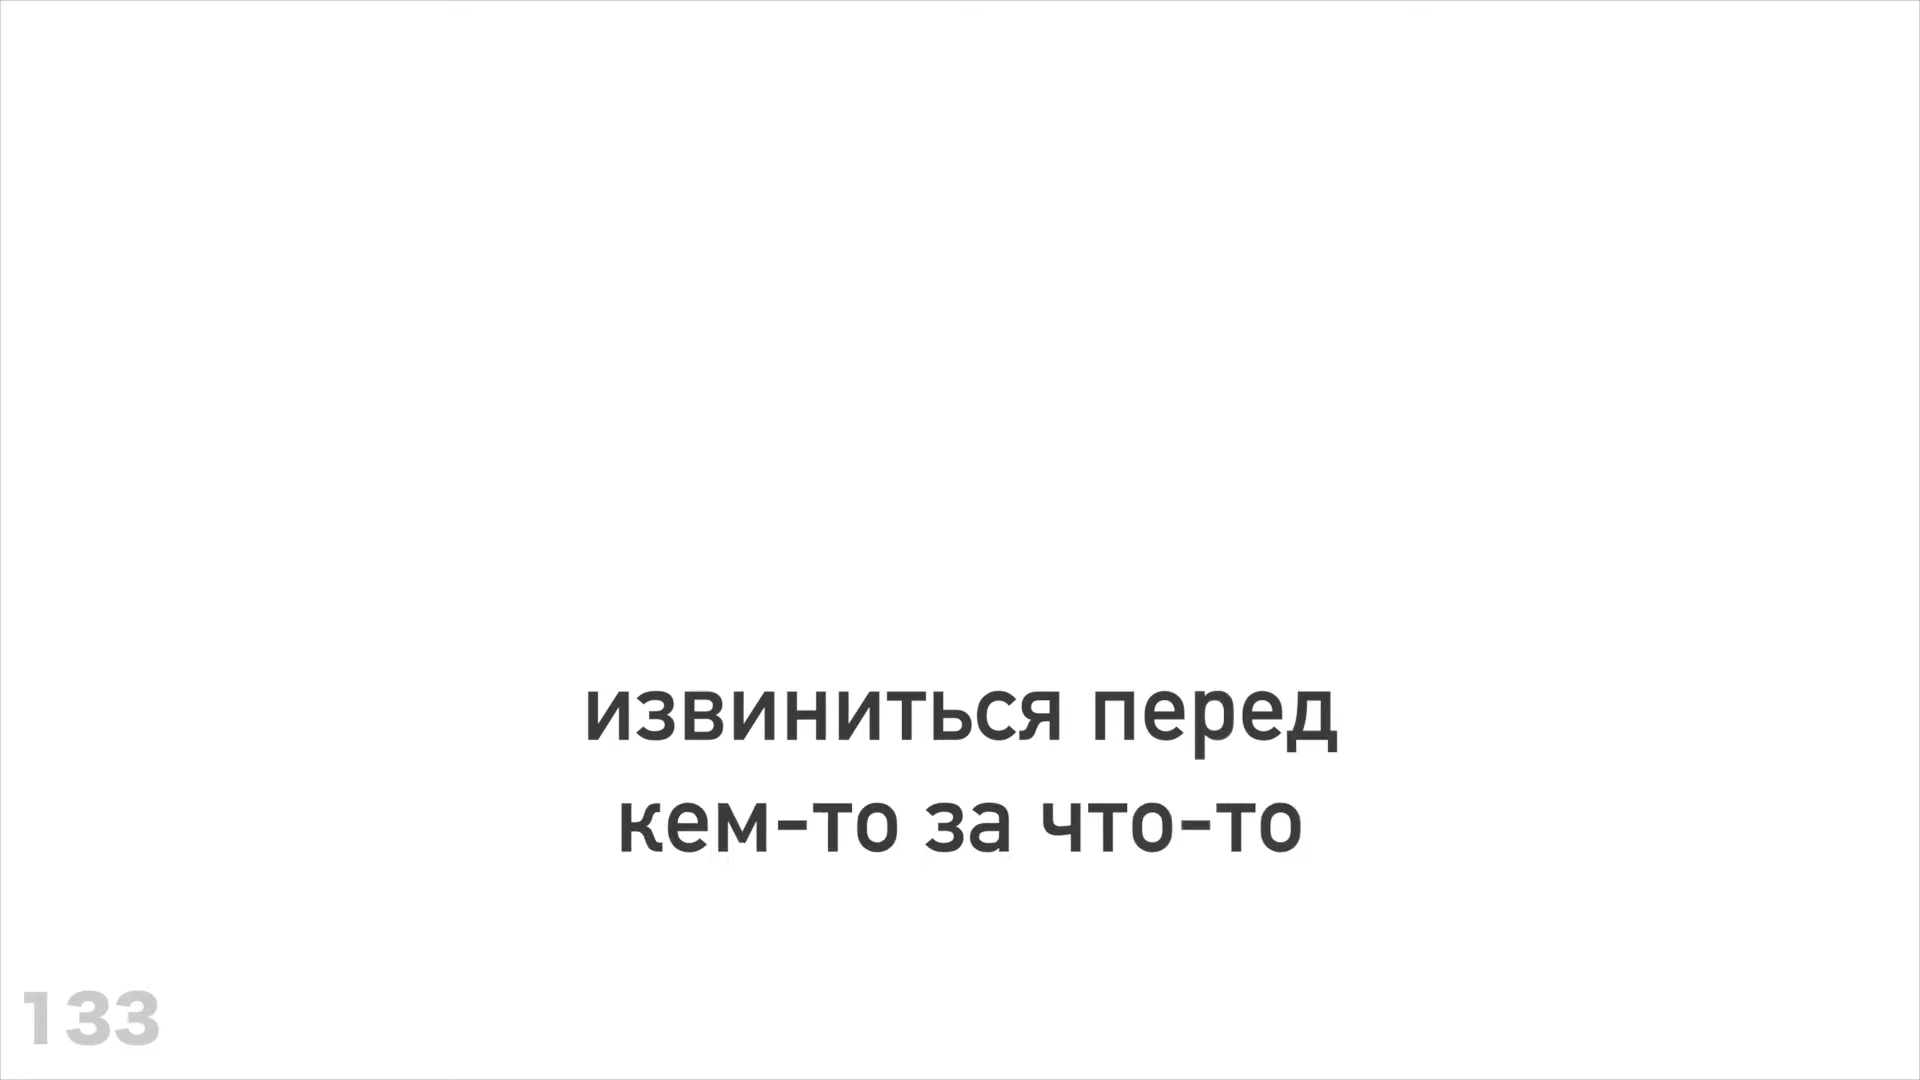 извиниться перед
кем-то за что-то
133